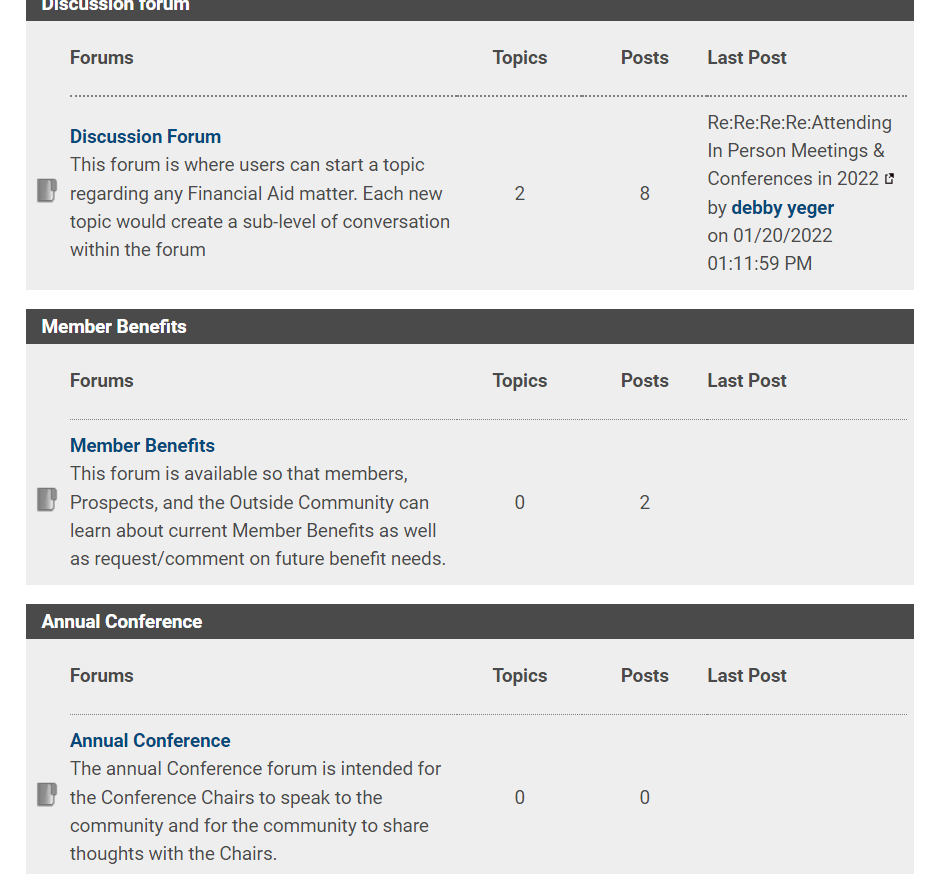 Discussion forum
Forums Topics Posts Last Post
Discussion Forum
This forum is where users can start a topic
regarding any Financial Aid matter. Each new
topic would create a sub-level of conversation
within the forum
2
8
Re:Re:Re:Re:Attending
In Person Meetings &
Conferences in 2022
by debby yeger
on 01/20/2022
01:11:59 PM
Member Benefits
Forums Topics Posts Last Post
Member Benefits
This forum is available so that members,
Prospects, and the Outside Community can
learn about current Member Benefits as well
as request/comment on future benefit needs.
0
2
Annual Conference
Forums Topics Posts Last Post
Annual Conference
The annual Conference forum is intended for
the Conference Chairs to speak to the
community and for the community to share
thoughts with the Chairs.
0
0